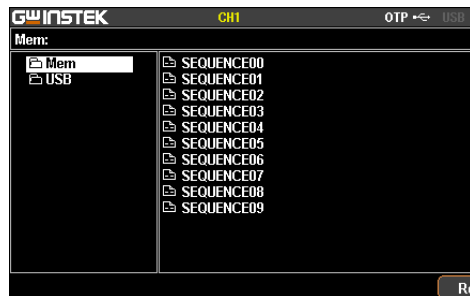 GWINSTEK CH1 OTP USB
Mem:
Mem
USB
SEQUENCE00
SEQUENCE01
SEQUENCE02
SEQUENCE03
SEQUENCE04
SEQUENCE05
SEQUENCE06
SEQUENCE07
SEQUENCE08
SEQUENCE09